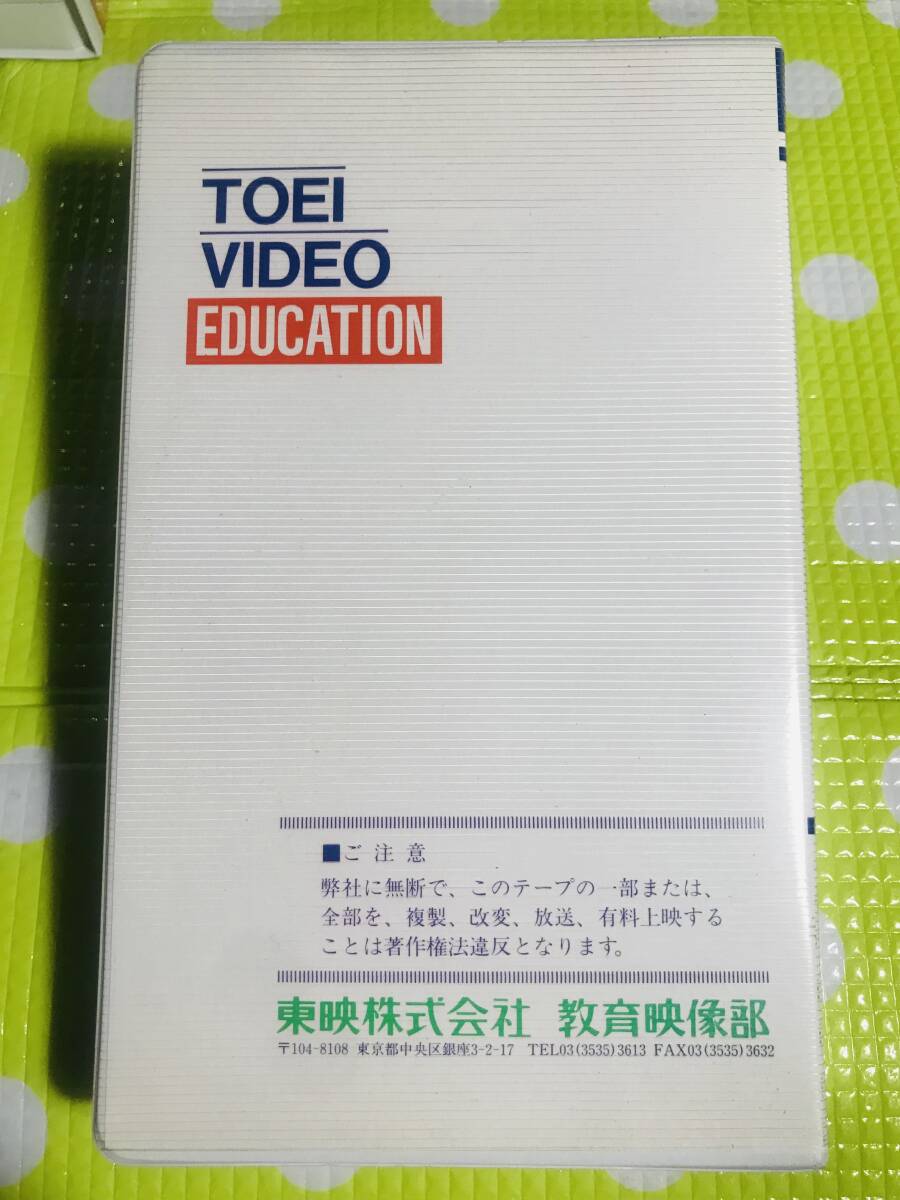 TOEI
VIDEO
EDUCATION
■ご注意
弊社に無断で、このテープの一部または、
全部を、複製、改変、放送、有料上映する
ことは著作権法違反となります。
東映株式会社 教育映像部
〒104-8108 東京都中央区銀座3-2-17 TEL03(3535)3613 FAX03(3535)3632